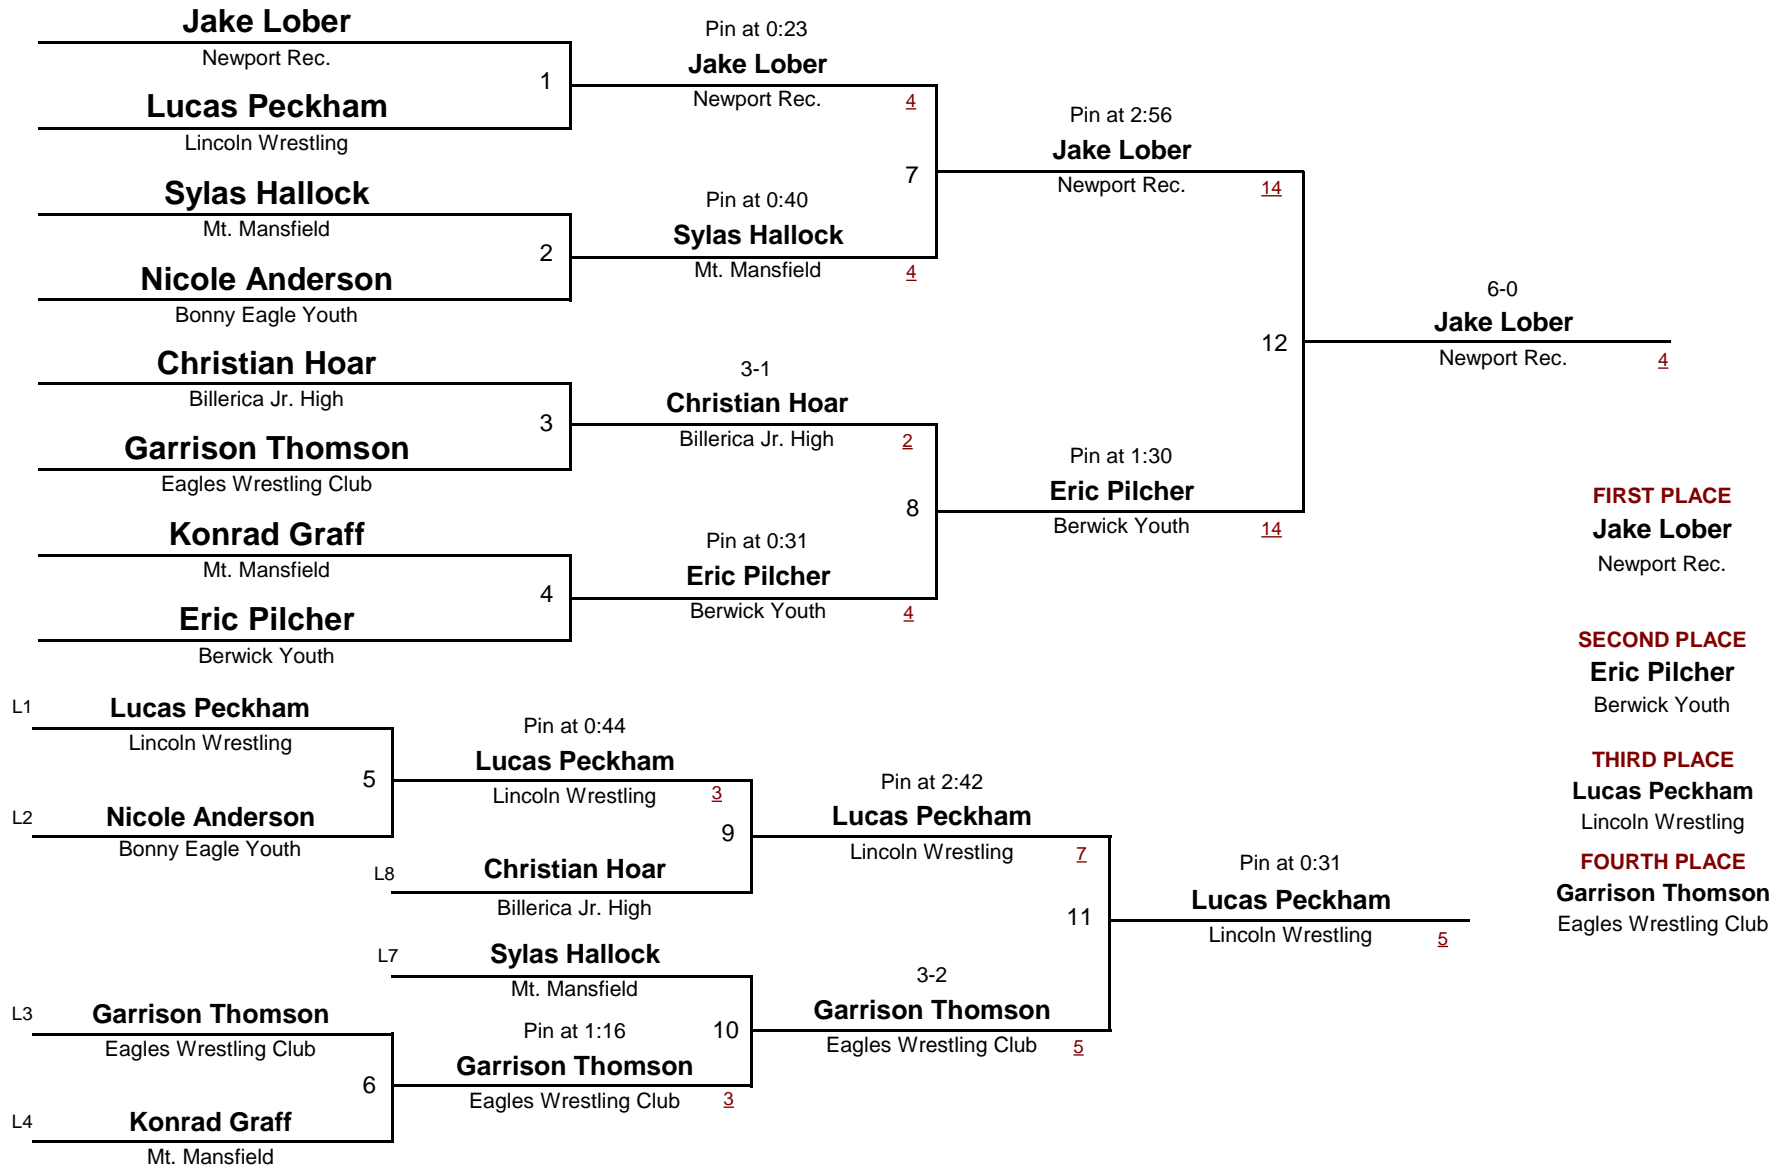 Jake Lober
Newport Rec.
1
Lucas Peckham
Lincoln Wrestling
Pin at 0:23
Jake Lober
Newport Rec.
4
Sylas Hallock
Mt. Mansfield
2
Nicole Anderson
Bonny Eagle Youth
Pin at 0:40
Sylas Hallock
Mt. Mansfield
4
7
Pin at 2:56
Jake Lober
Newport Rec.
14
Christian Hoar
Billerica Jr. High
3
Garrison Thomson
Eagles Wrestling Club
3-1
Christian Hoar
Billerica Jr. High
2
Konrad Graff
Mt. Mansfield
4
Eric Pilcher
Berwick Youth
Pin at 0:31
Eric Pilcher
Berwick Youth
4
8
Pin at 1:30
Eric Pilcher
Berwick Youth
14
12
6-0
Jake Lober
Newport Rec.
4
FIRST PLACE
Jake Lober
Newport Rec.
SECOND PLACE
Eric Pilcher
Berwick Youth
THIRD PLACE
Lucas Peckham
Lincoln Wrestling
FOURTH PLACE
Garrison Thomson
Eagles Wrestling Club
L1
Lucas Peckham
Lincoln Wrestling
5
L2
Nicole Anderson
Bonny Eagle Youth
Pin at 0:44
Lucas Peckham
Lincoln Wrestling
3
9
L8
Christian Hoar
Billerica Jr. High
Pin at 2:42
Lucas Peckham
Lincoln Wrestling
7
L7
Sylas Hallock
Mt. Mansfield
L3
Garrison Thomson
Eagles Wrestling Club
6
L4
Konrad Graff
Mt. Mansfield
Pin at 1:16
Garrison Thomson
Eagles Wrestling Club
3
10
3-2
Garrison Thomson
Eagles Wrestling Club
5
11
Pin at 0:31
Lucas Peckham
Lincoln Wrestling
5